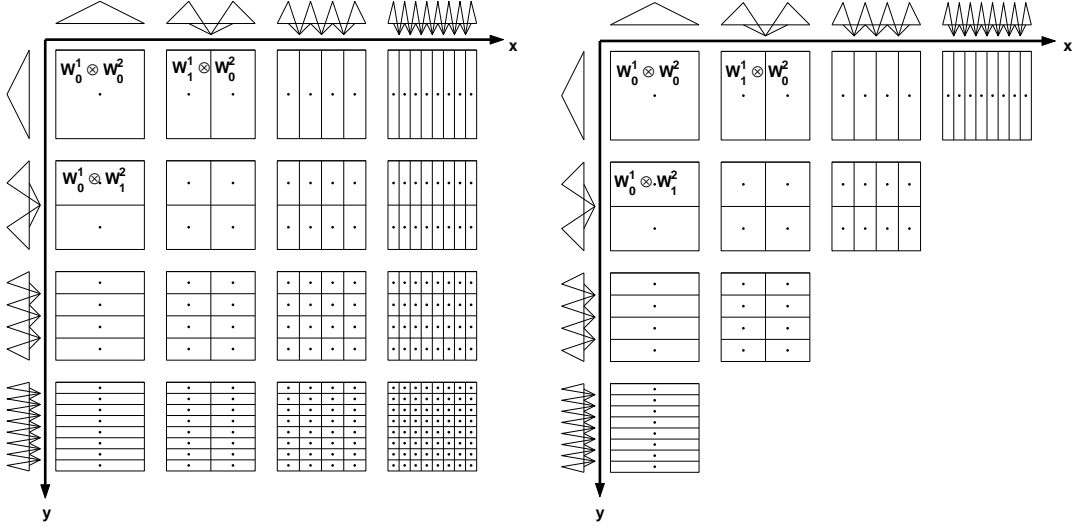 x
W₀¹ ⊗ W₀²
W₁¹ ⊗ W₀²
W₀¹ ⊗ W₁²
y
x
W₀¹ ⊗ W₀²
W₁¹ ⊗ W₀²
W₀¹ ⊗ W₁²
y